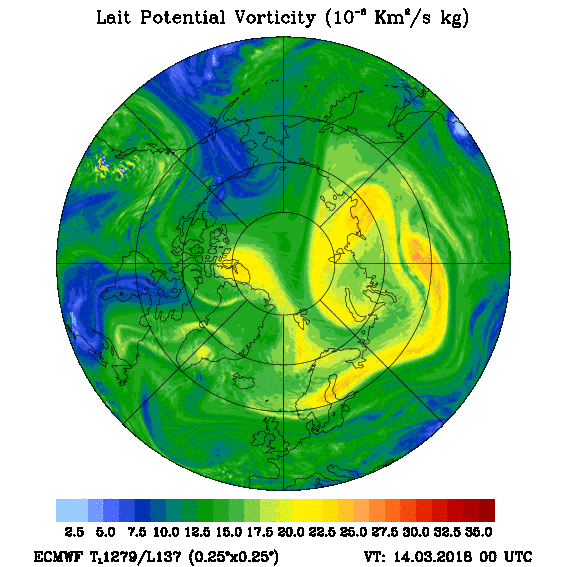 Lait Potential Vorticity (10⁻⁶ Km²/s kg)
2.5 5.0 7.5 10.0 12.5 15.0 17.5 20.0 22.5 25.0 27.5 30.0 32.5 35.0
ECMWF T_L1279/L137 (0.25°x0.25°) VT: 14.03.2018 00 UTC